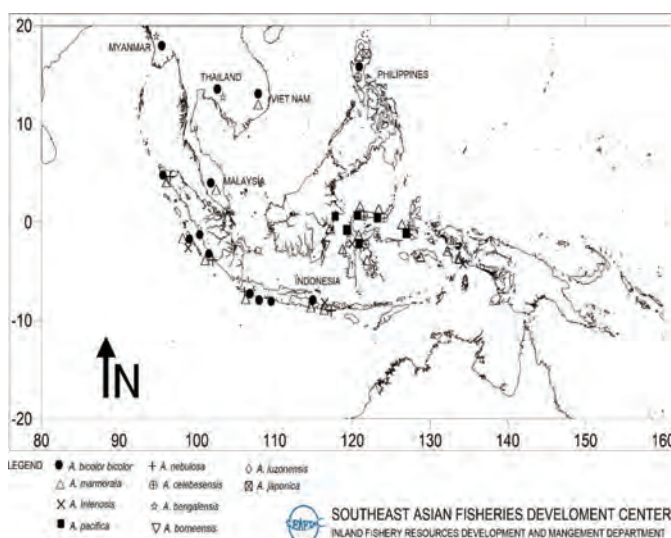 20
MYANMAR
THAILAND
PHILIPPINES
VIET NAM
10
MALAYSIA
0
INDONESIA
-10
N
-20
80 90 100 110 120 130 140 150 160
LEGEND
A. bicolor bicolor
A. marmorata
A. pacifica
A. nebulosa
A. celebesensis
A. bengalensis
A. borneensis
A. luzonensis
A. japonica
SOUTHEAST ASIAN FISHERIES DEVELOMENT CENTER
INLAND FISHERY RESOURCES DEVELOPMENT AND MANGEMENT DEPARTMENT